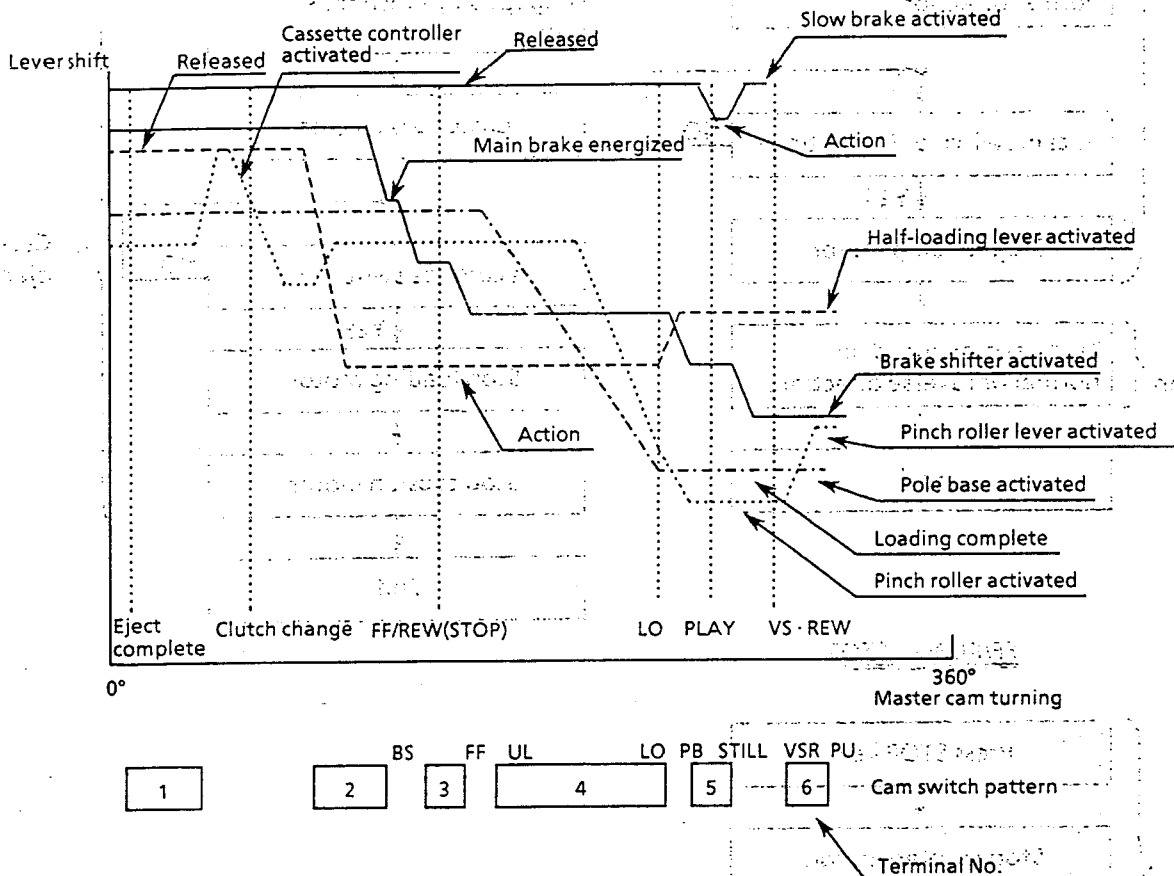 Slow brake activated
Cassette controller
activated
Released
Lever shift
Released
Main brake energized
Action
Half-loading lever activated
Brake shifter activated
Action
Pinch roller lever activated
Pole base activated
Loading complete
Pinch roller activated
Eject
complete
Clutch change
FF/REW(STOP)
LO
PLAY
VS · REW
0°
360°
Master cam turning
BS
FF
UL
LO
PB
STILL
VSR
PU
1
2
3
4
5
6
Cam switch pattern
Terminal No.